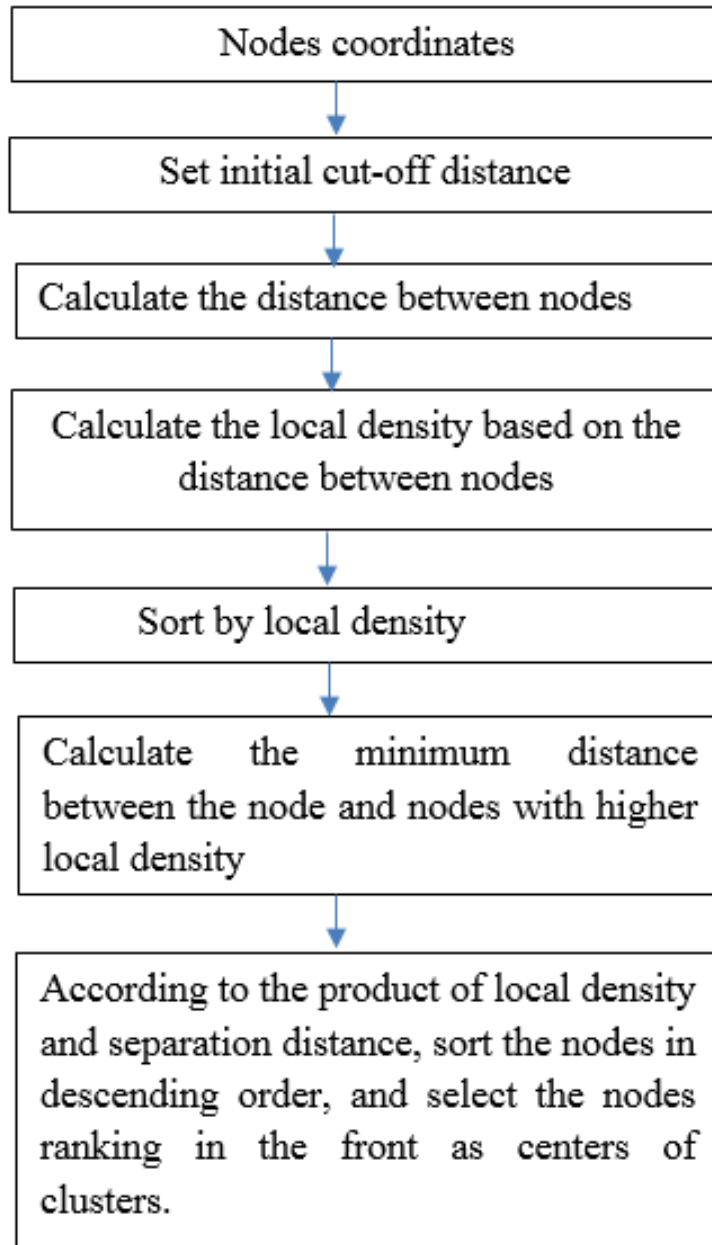 Nodes coordinates
Set initial cut-off distance
Calculate the distance between nodes
Calculate the local density based on the
distance between nodes
Sort by local density
Calculate the minimum distance
between the node and nodes with higher
local density
According to the product of local density
and separation distance, sort the nodes in
descending order, and select the nodes
ranking in the front as centers of
clusters.